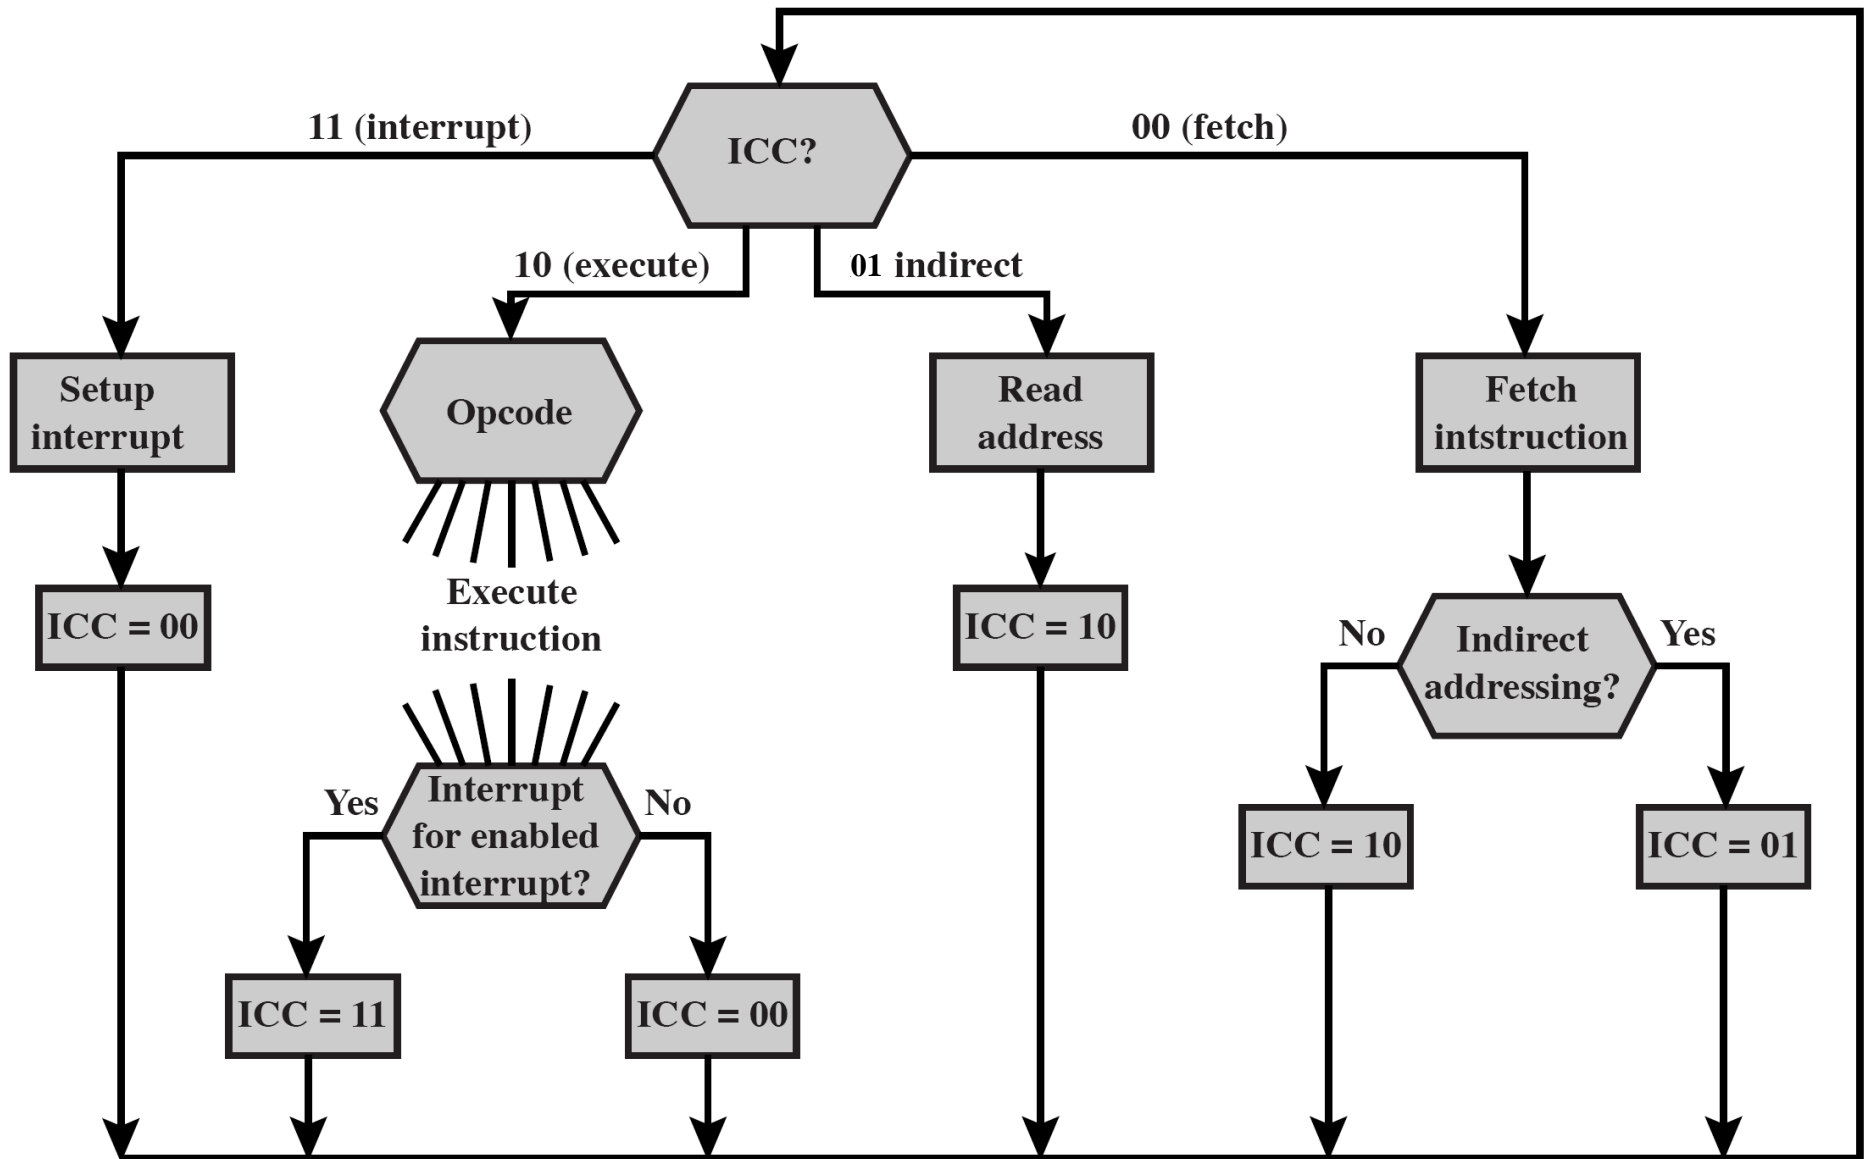 11 (interrupt)
ICC?
00 (fetch)
10 (execute)
01 indirect
Setup
interrupt
Opcode
Read
address
Fetch
intstruction
ICC = 00
Execute
instruction
ICC = 10
No
Indirect
addressing?
Yes
Yes
Interrupt
for enabled
interrupt?
No
ICC = 10
ICC = 01
ICC = 11
ICC = 00